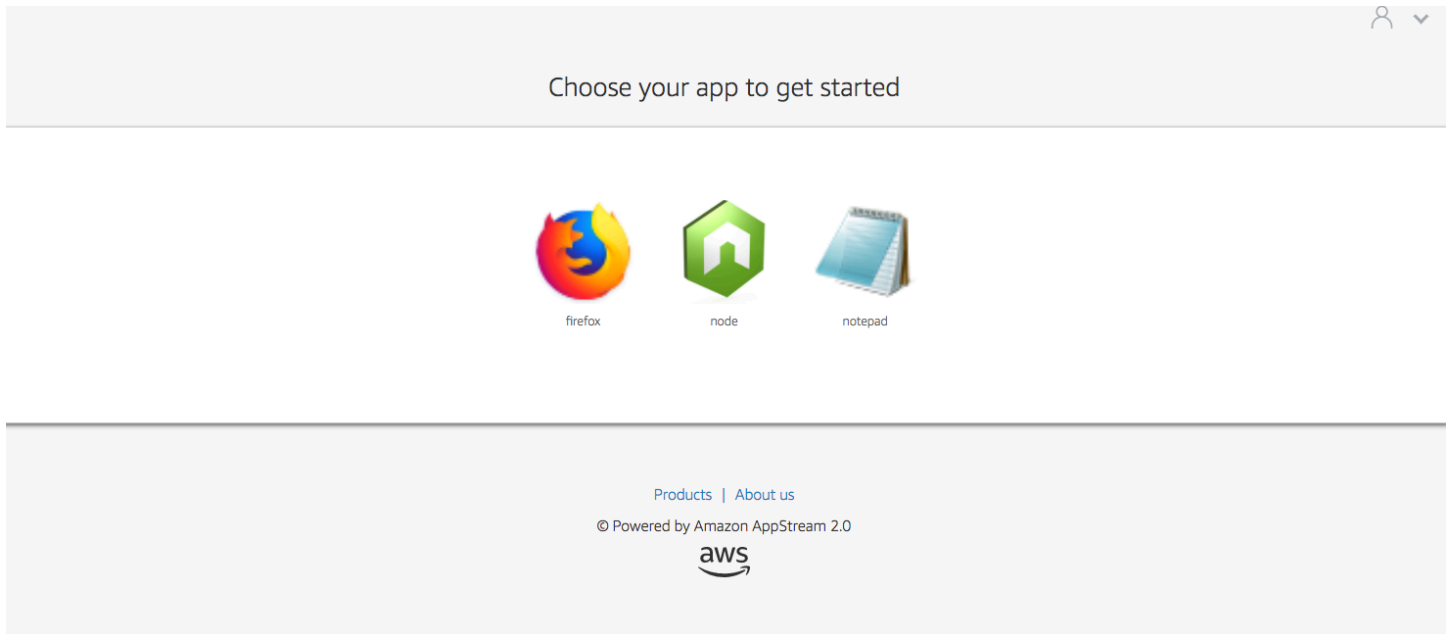 Choose your app to get started
firefox node notepad
Products | About us
© Powered by Amazon AppStream 2.0
aws